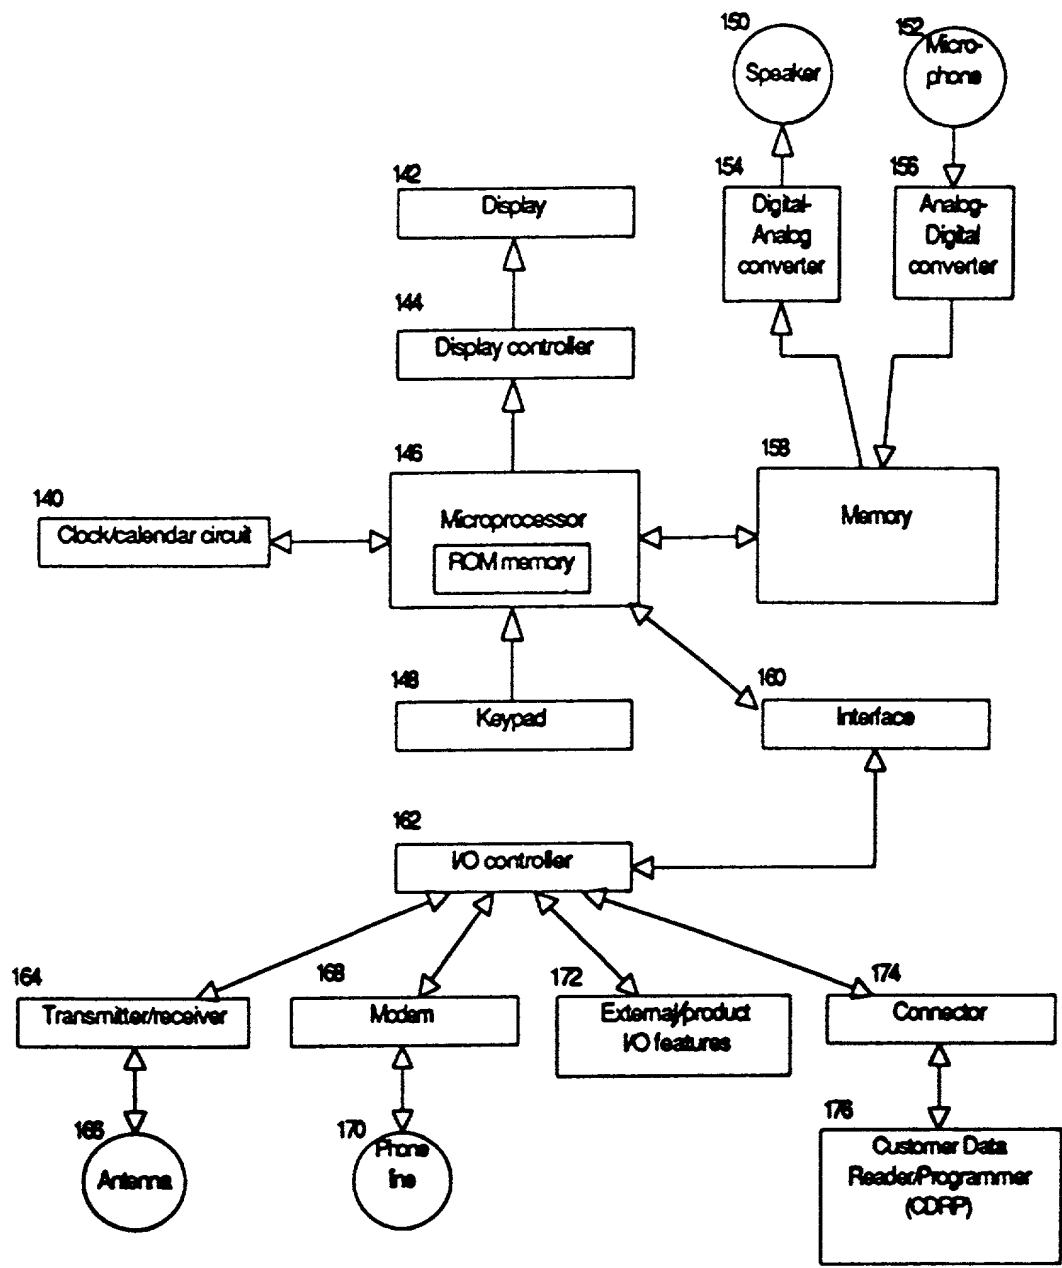 150
Speaker
152
Micro-
phone
142
Display
154
Digital-
Analog
converter
156
Analog-
Digital
converter
144
Display controller
146
Microprocessor
ROM memory
158
Memory
140
Clock/calendar circuit
148
Keypad
160
Interface
162
I/O controller
164
Transmitter/receiver
168
Modem
172
External/product
I/O features
174
Connector
166
Antenna
170
Phone
line
176
Customer Data
Reader/Programmer
(CDRP)